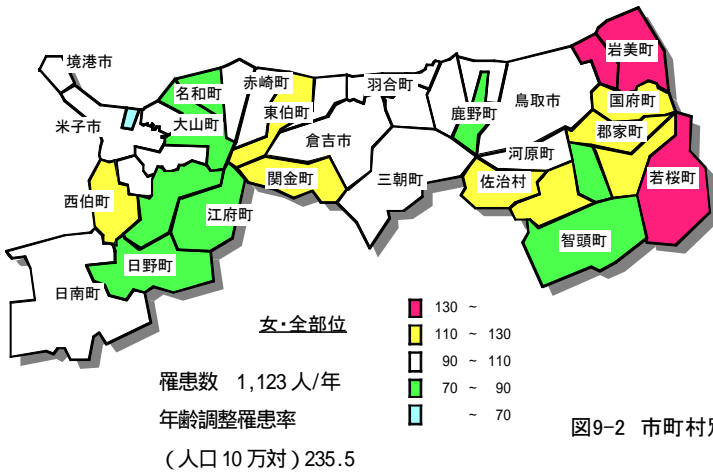 境港市
米子市
名和町
大山町
赤崎町
東伯町
羽合町
倉吉市
鹿野町
鳥取市
岩美町
国府町
郡家町
河原町
若桜町
佐治村
三朝町
関金町
西伯町
江府町
智頭町
日野町
日南町
女・全部位
130 ~
110 ~ 130
90 ~ 110
70 ~ 90
~ 70
罹患数 1,123 人/年
年齢調整罹患率
(人口10万対) 235.5
図9-2 市町村別